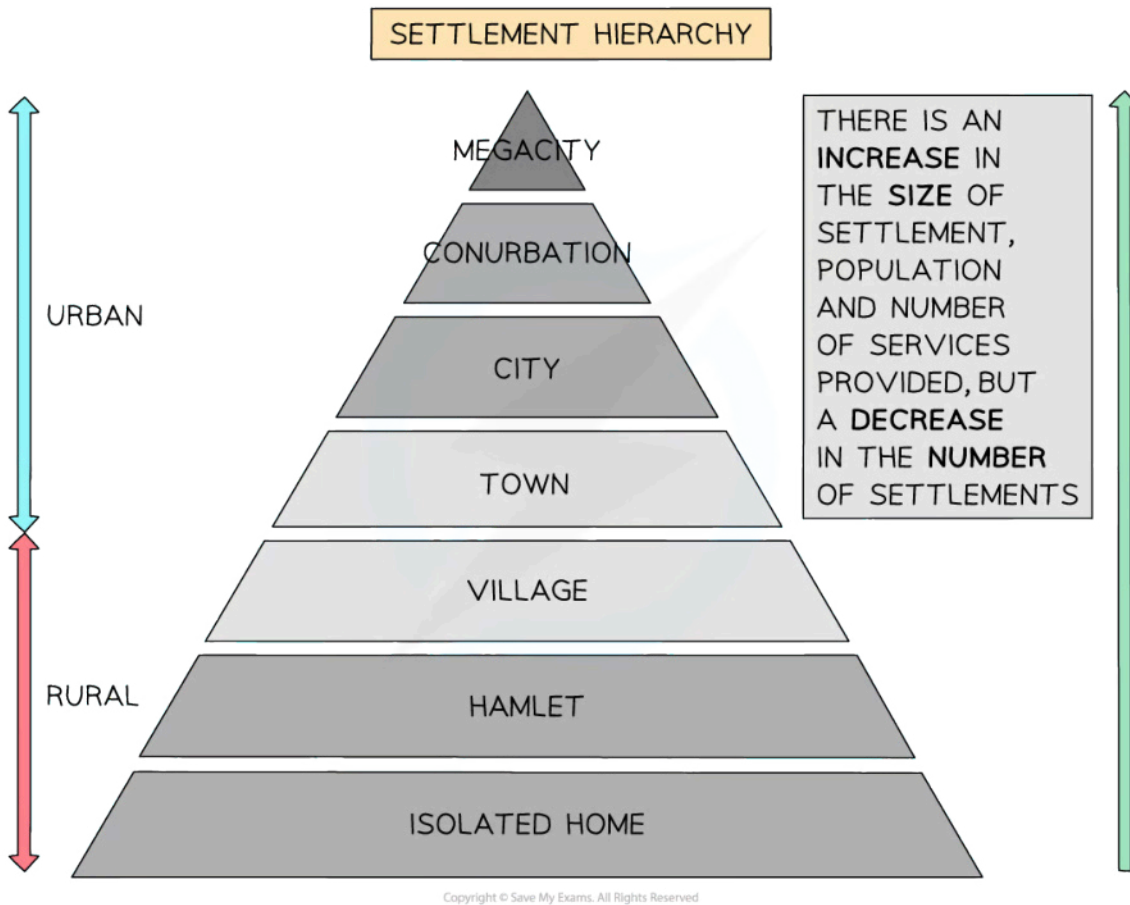 SETTLEMENT HIERARCHY
MEGACITY
CONURBATION
CITY
TOWN
VILLAGE
HAMLET
ISOLATED HOME
URBAN
RURAL
THERE IS AN
INCREASE IN
THE SIZE OF
SETTLEMENT,
POPULATION
AND NUMBER
OF SERVICES
PROVIDED, BUT
A DECREASE
IN THE NUMBER
OF SETTLEMENTS
Copyright © Save My Exams. All Rights Reserved